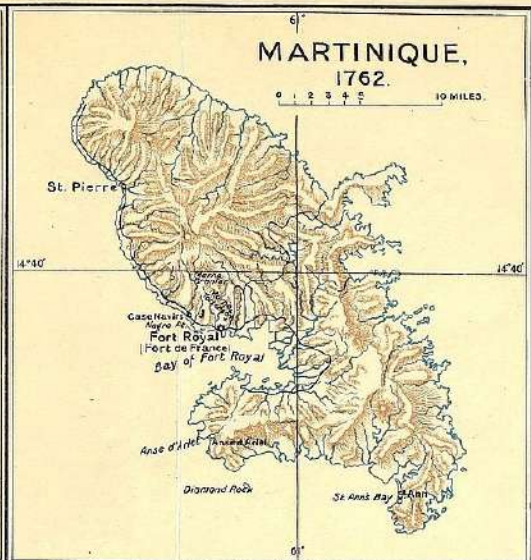 61°
MARTINIQUE,
1762.
0 1 2 3 4 5 10 MILES.
St. Pierre
14°40' 14°40'
Morne
Case Navirs
Negro Pt.
Fort Royal
(Fort de France)
Bay of Fort Royal
Anse d'Arlet Anse d'Arlet
Diamond Rock St. Ann's Bay St. Ann
61°